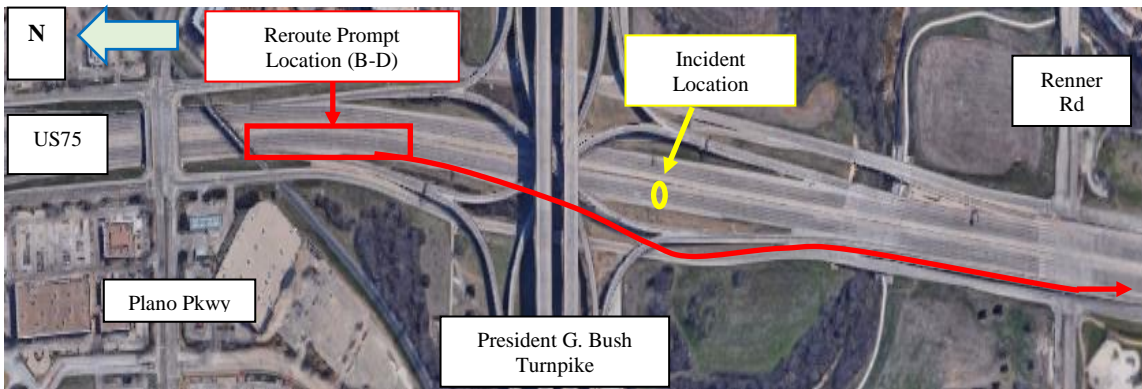 N
Reroute Prompt
Location (B-D)
Incident
Location
Renner
Rd
US75
Plano Pkwy
President G. Bush
Turnpike